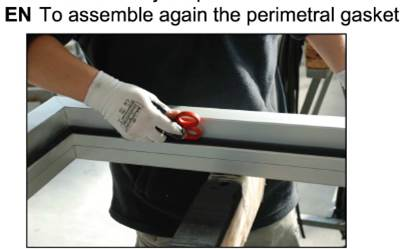 EN To assemble again the perimetral gasket